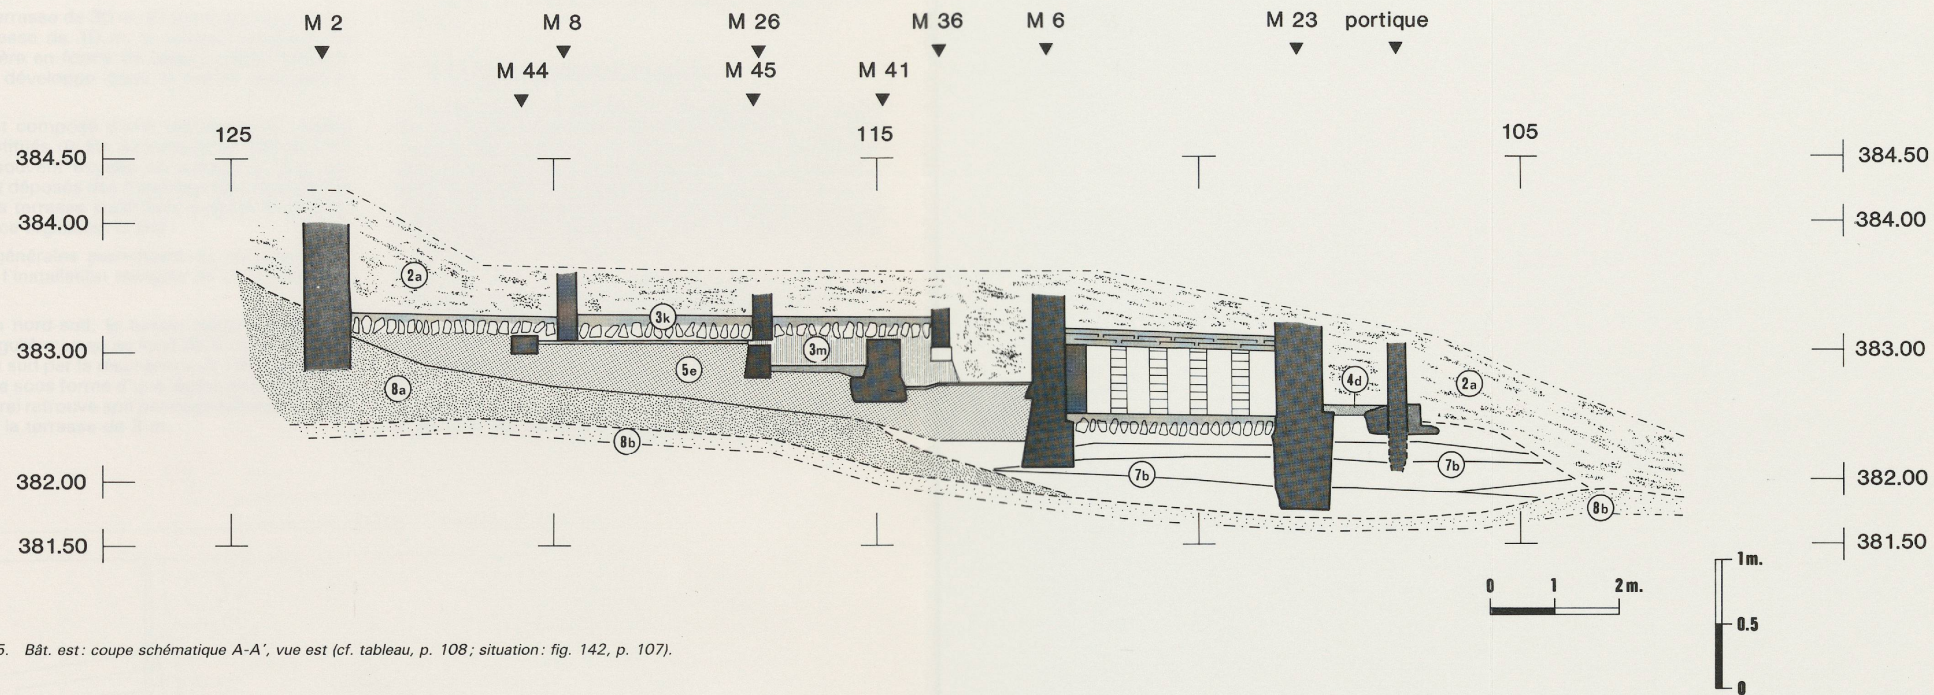 M 2 M 8 M 26 M 36 M 6 M 23 portique
M 44 M 45 M 41
125 115 105
384.50 384.50
384.00 384.00
2a
3k
383.00 3m 383.00
5e
8a 4d 2a
8b
7b 7b
382.00 382.00
8b
381.50 381.50
1m.
0 1 2m.
0.5
5. Bât. est: coupe schématique A-A′, vue est (cf. tableau, p. 108; situation: fig. 142, p. 107).
0